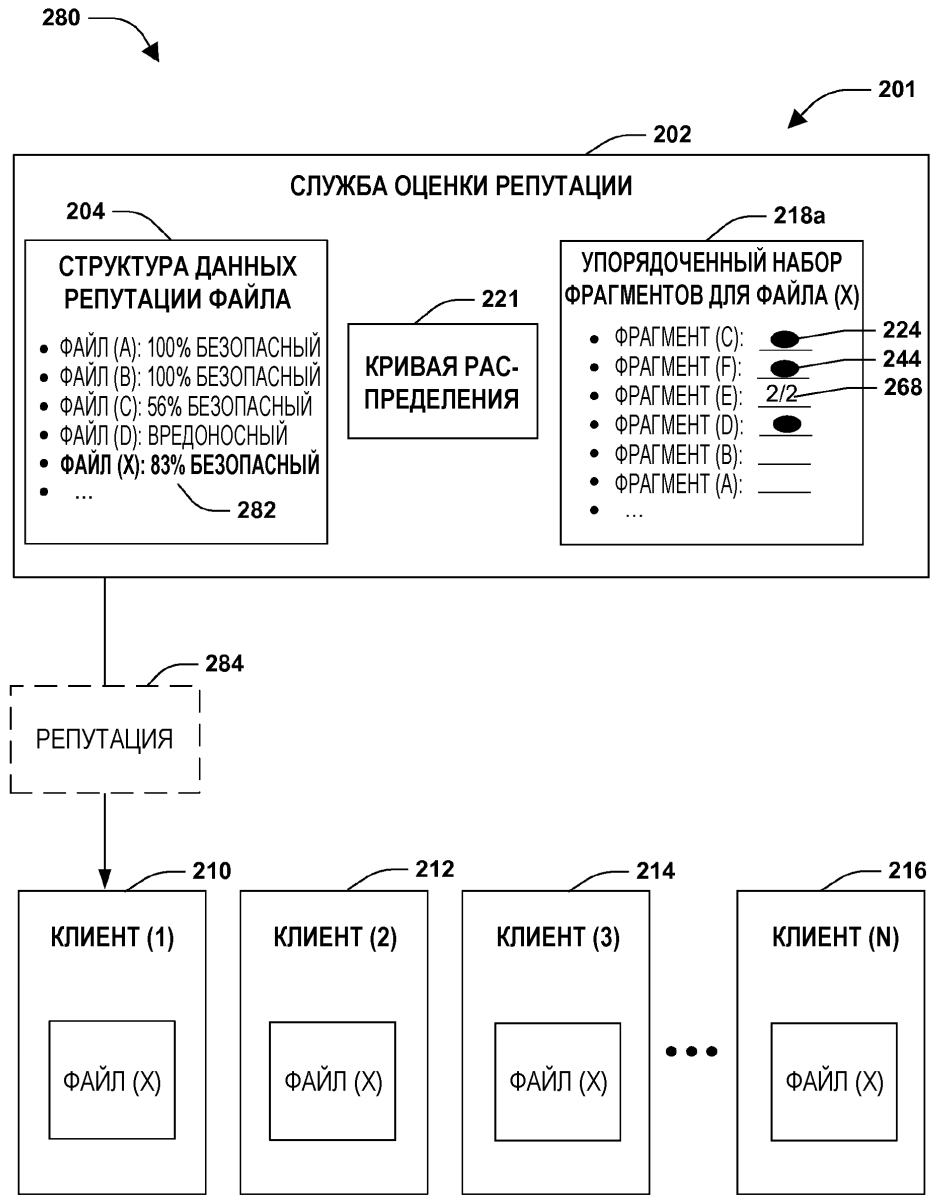 280
201
202
СЛУЖБА ОЦЕНКИ РЕПУТАЦИИ
204
СТРУКТУРА ДАННЫХ
РЕПУТАЦИИ ФАЙЛА
• ФАЙЛ (A): 100% БЕЗОПАСНЫЙ
• ФАЙЛ (B): 100% БЕЗОПАСНЫЙ
• ФАЙЛ (C): 56% БЕЗОПАСНЫЙ
• ФАЙЛ (D): ВРЕДОНОСНЫЙ
• ФАЙЛ (X): 83% БЕЗОПАСНЫЙ
• ...
282
221
КРИВАЯ РАС-
ПРЕДЕЛЕНИЯ
218a
УПОРЯДОЧЕННЫЙ НАБОР
ФРАГМЕНТОВ ДЛЯ ФАЙЛА (X)
• ФРАГМЕНТ (C): 224
• ФРАГМЕНТ (F): 244
• ФРАГМЕНТ (E): 2/2 268
• ФРАГМЕНТ (D):
• ФРАГМЕНТ (B):
• ФРАГМЕНТ (A):
• ...
284
РЕПУТАЦИЯ
210
КЛИЕНТ (1)
ФАЙЛ (X)
212
КЛИЕНТ (2)
ФАЙЛ (X)
214
КЛИЕНТ (3)
ФАЙЛ (X)
216
КЛИЕНТ (N)
ФАЙЛ (X)